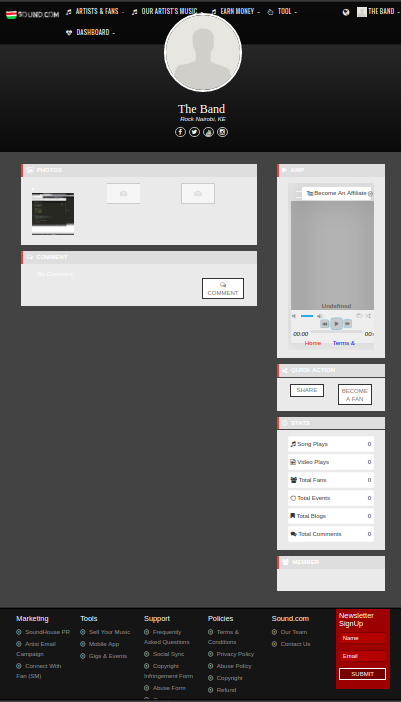 SOUND.COM
ARTISTS & FANS
OUR ARTIST'S MUSIC
EARN MONEY
TOOL
THE BAND
DASHBOARD
The Band
Rock Nairobi, KE
PHOTOS
COMMENT
No Comments
COMMENT
AMP
Become An Affiliate
Undefined
00:00
Home
Terms &
QUICK ACTION
SHARE
BECOME
A FAN
STATS
Song Plays 0
Video Plays 0
Total Fans 0
Total Events 0
Total Blogs 0
Total Comments 0
MEMBER
Marketing
SoundHouse PR
Artist Email
Campaign
Connect With
Fan (SM)
Tools
Sell Your Music
Mobile App
Gigs & Events
Support
Frequently
Asked Questions
Social Sync
Copyright
Infringement Form
Abuse Form
Policies
Terms &
Conditions
Privacy Policy
Abuse Policy
Copyright
Refund
Sound.com
Our Team
Contact Us
Newsletter
SignUp
Name
Email
SUBMIT